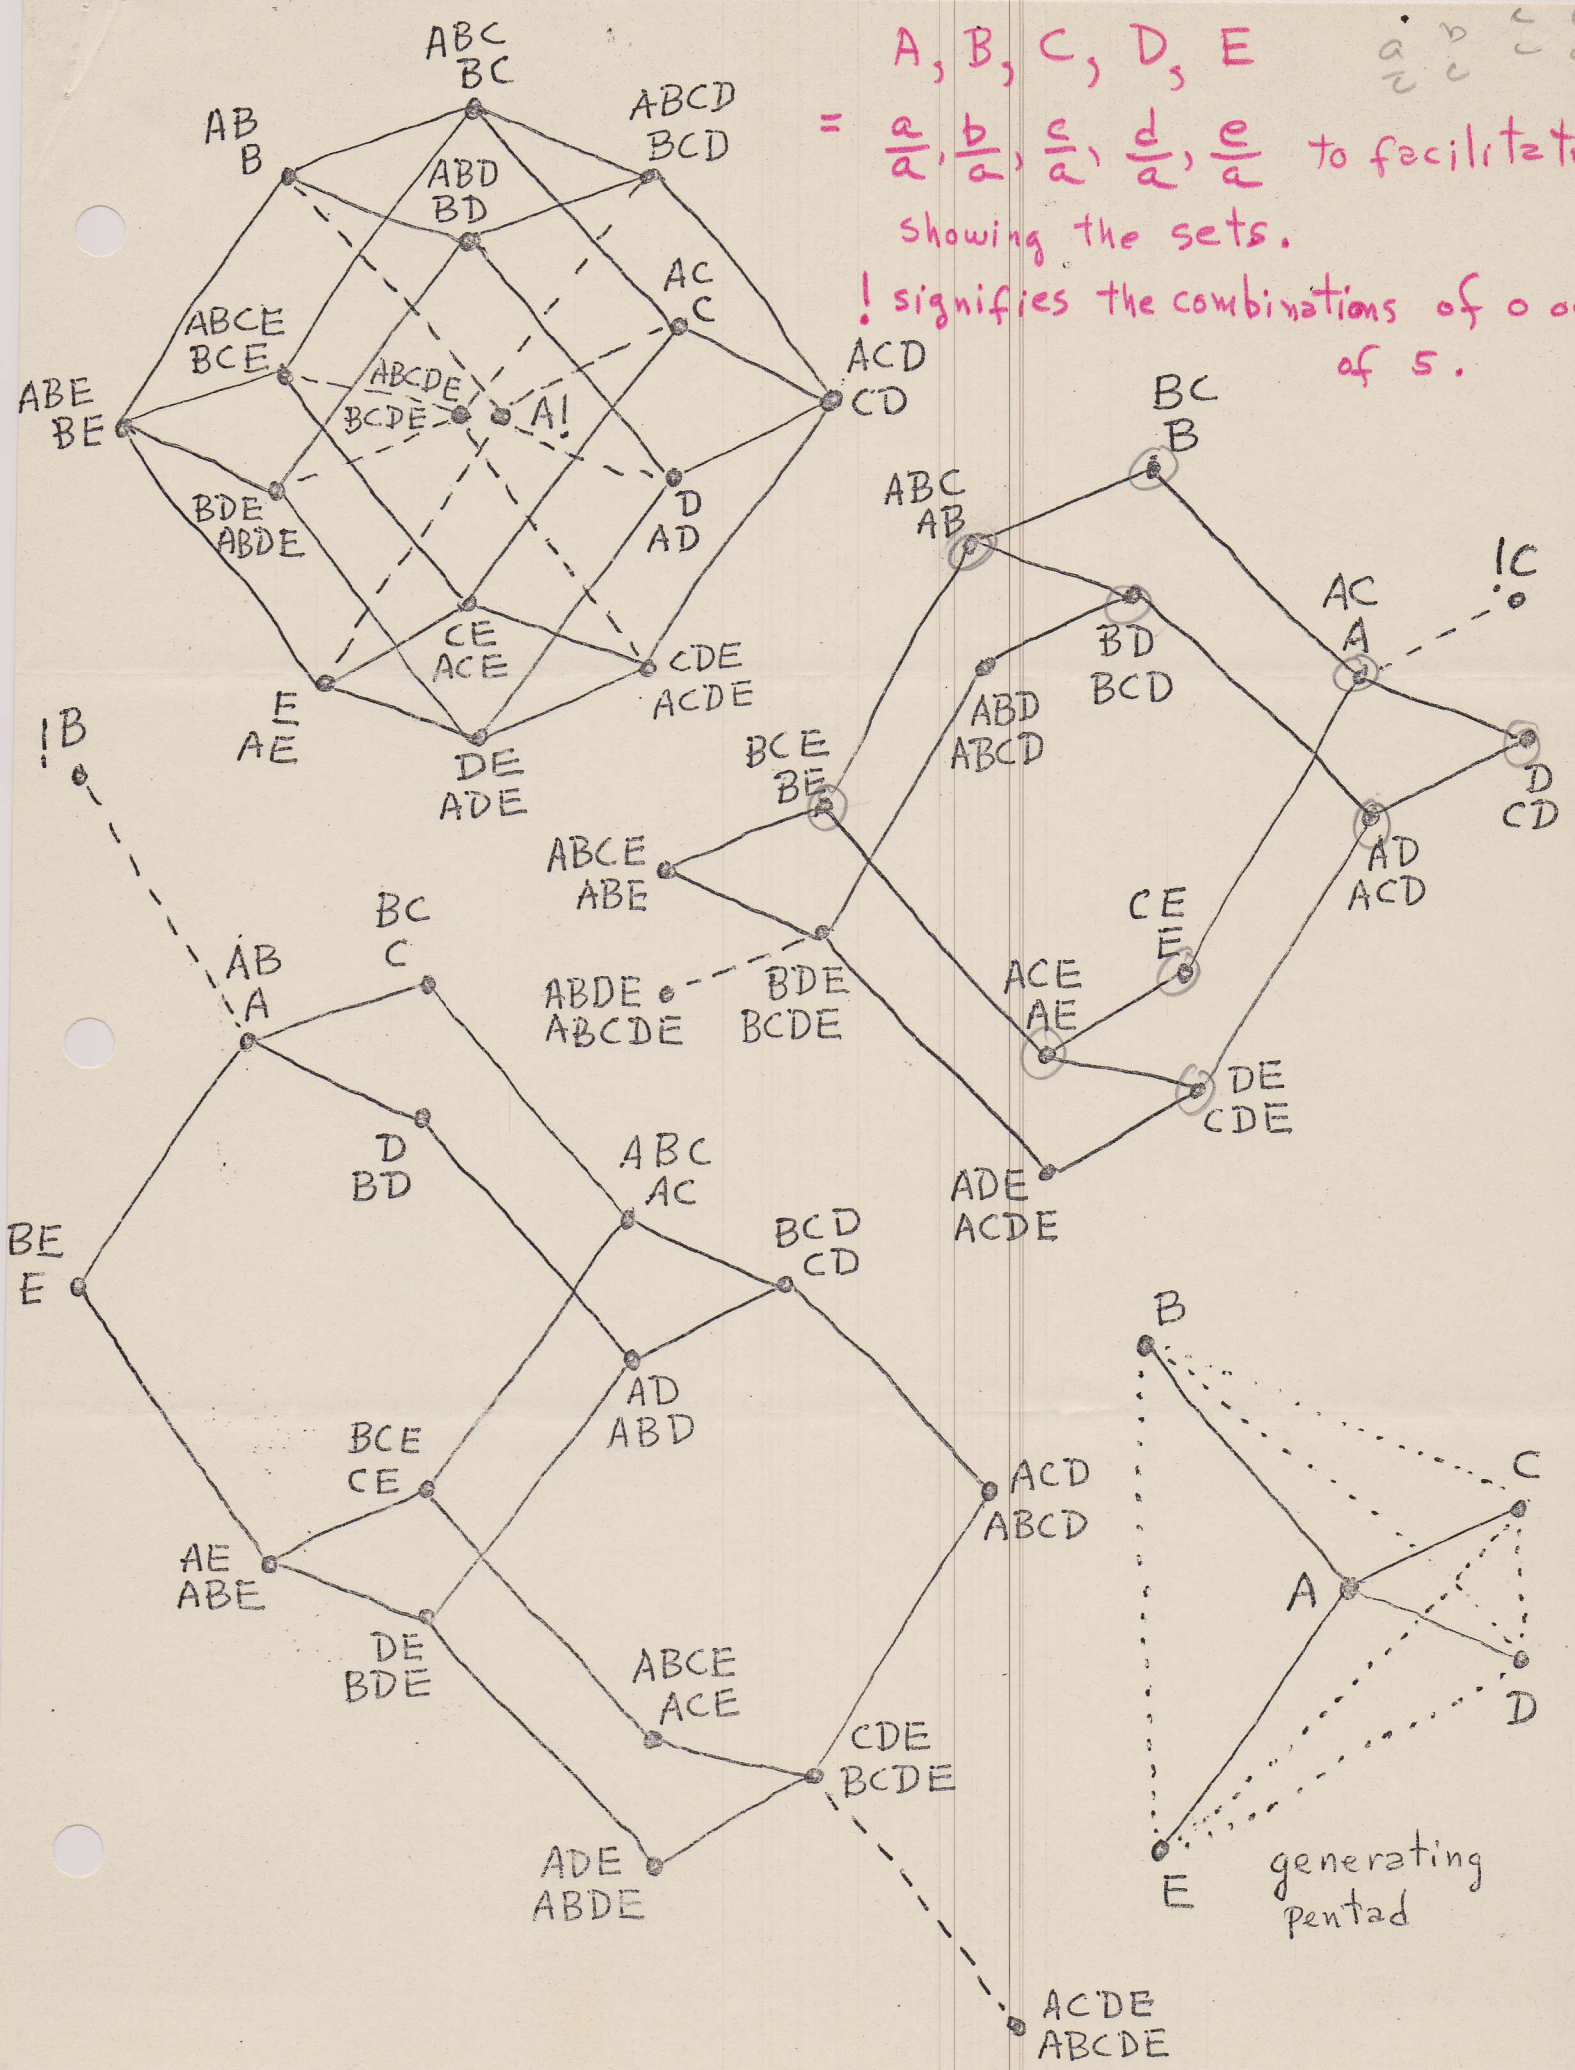 A, B, C, D, E
= a/a, b/a, c/a, d/a, e/a to facilitate
showing the sets.
! signifies the combinations of 0
of 5.
ABC
BC
AB
B
ABCD
BCD
ABD
BD
AC
C
ABCE
BCE
ABE
BE
ABCDE
BCDE
A!
ACD
CD
BDE
ABDE
D
AD
CE
ACE
CDE
ACDE
E
AE
DE
ADE
BC
B
ABC
AB
!C
AC
A
BD
BCD
ABD
ABCD
BCE
BE
D
CD
AD
ACD
ABCE
ABE
CE
E
ABDE
ABCDE
BDE
BCDE
ACE
AE
DE
CDE
ADE
ACDE
!B
BC
C
AB
A
D
BD
ABC
AC
BE
E
BCD
CD
AD
ABD
BCE
CE
ACD
ABCD
AE
ABE
DE
BDE
ABCE
ACE
CDE
BCDE
ADE
ABDE
ACDE
ABCDE
B
C
A
D
E
generating
pentad